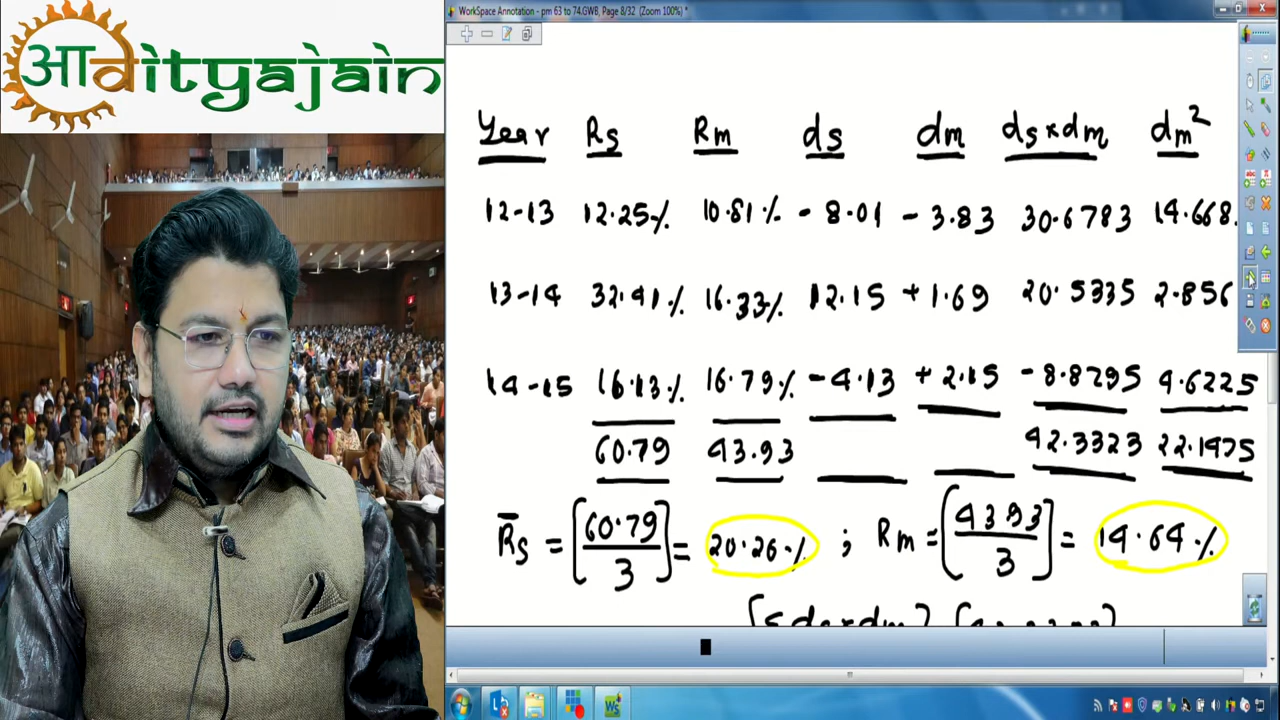 WorkSpace Annotation - pm 63 to 74.GWB, Page 8/32 (Zoom 100%) *
आdityajain
Year Rs Rm ds dm ds×dm dm²
12-13 12.25% 10.81% - 8.01 - 3.83 30.6783 14.668.
13-14 32.41% 16.33% 12.15 + 1.69 20.5335 2.856
14-15 16.13% 16.79% - 4.13 + 2.15 - 8.8795 4.6225
60.79 43.93 42.3323 22.1475
R̄s = [60.79/3] = 20.26% ; Rm = [43.93/3] = 14.64%